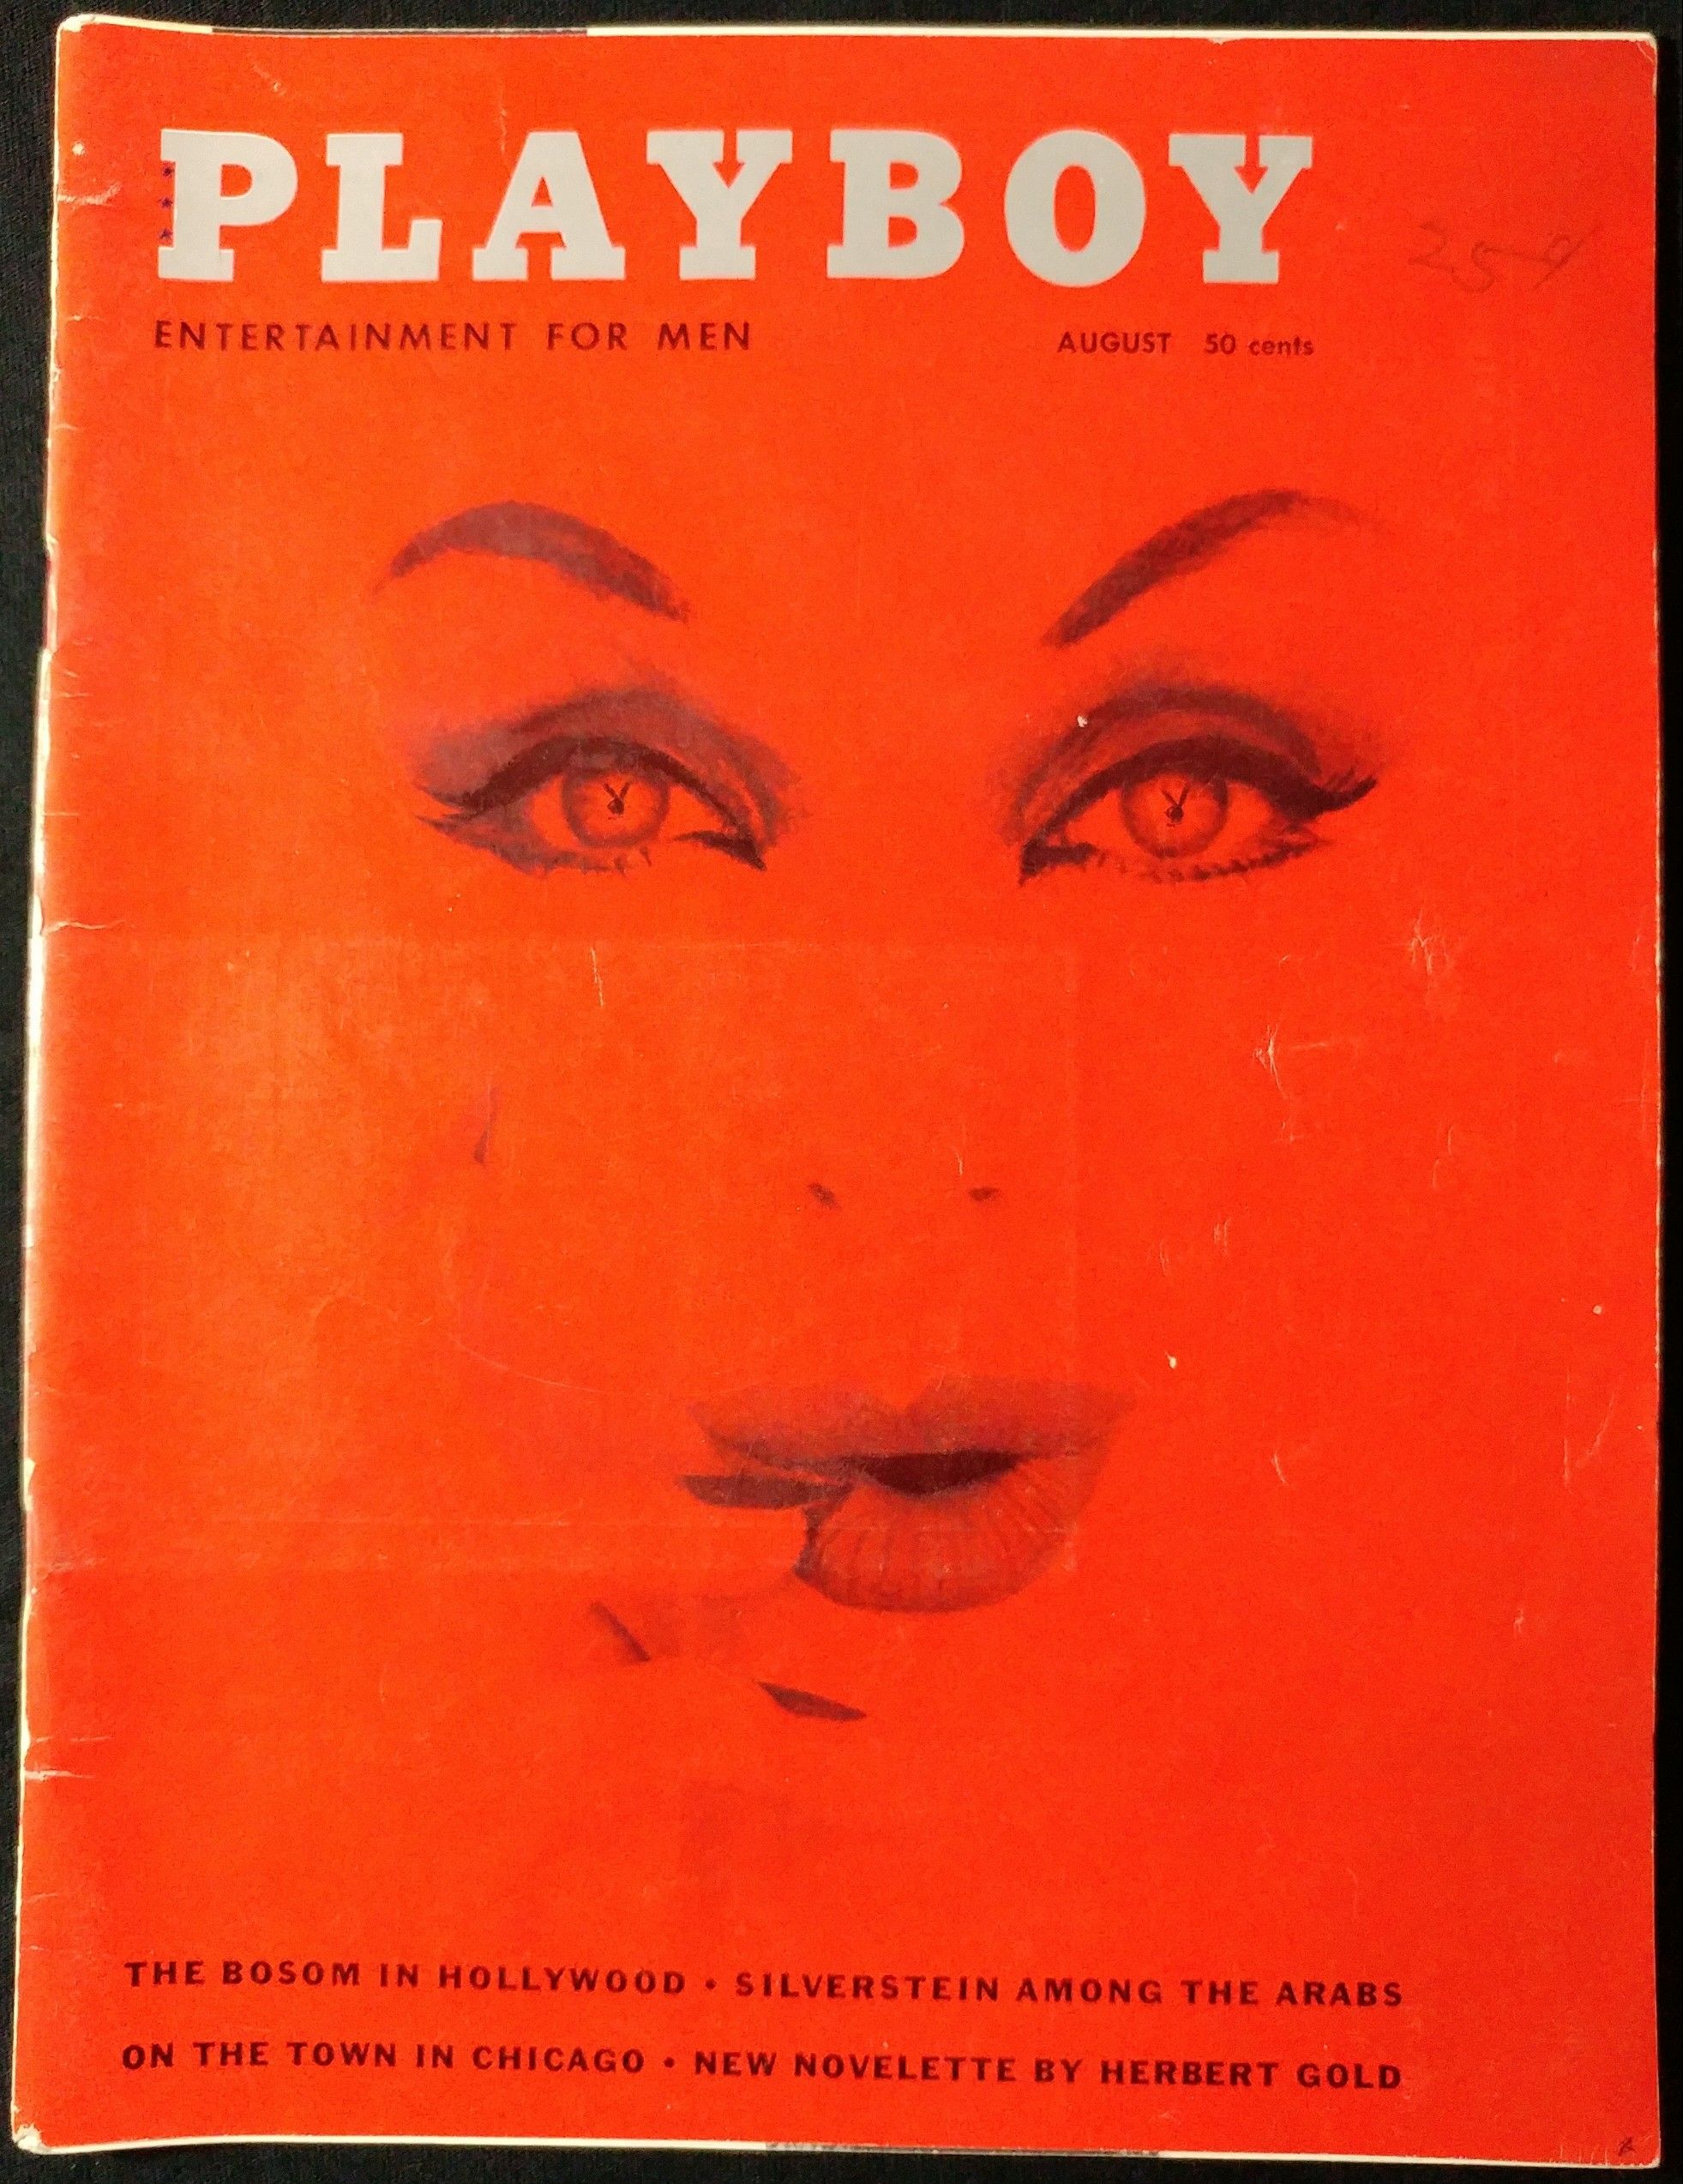 PLAYBOY
ENTERTAINMENT FOR MEN
AUGUST 50 cents
THE BOSOM IN HOLLYWOOD • SILVERSTEIN AMONG THE ARABS
ON THE TOWN IN CHICAGO • NEW NOVELETTE BY HERBERT GOLD